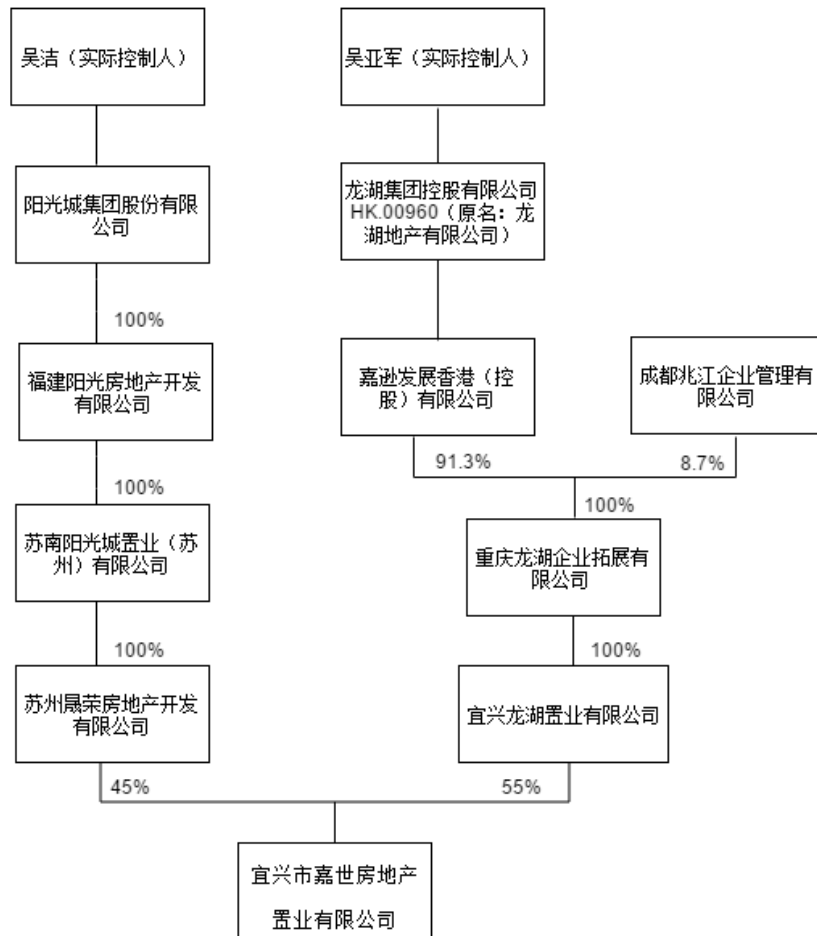 吴洁（实际控制人）
吴亚军（实际控制人）
阳光城集团股份有限
公司
龙湖集团控股有限公司
HK.00960（原名：龙
湖地产有限公司）
100%
福建阳光房地产开发
有限公司
嘉逊发展香港（控
股）有限公司
成都兆江企业管理有
限公司
91.3%
8.7%
100%
100%
苏南阳光城置业（苏
州）有限公司
重庆龙湖企业拓展有
限公司
100%
100%
苏州晟荣房地产开发
有限公司
宜兴龙湖置业有限公司
45%
55%
宜兴市嘉世房地产
置业有限公司